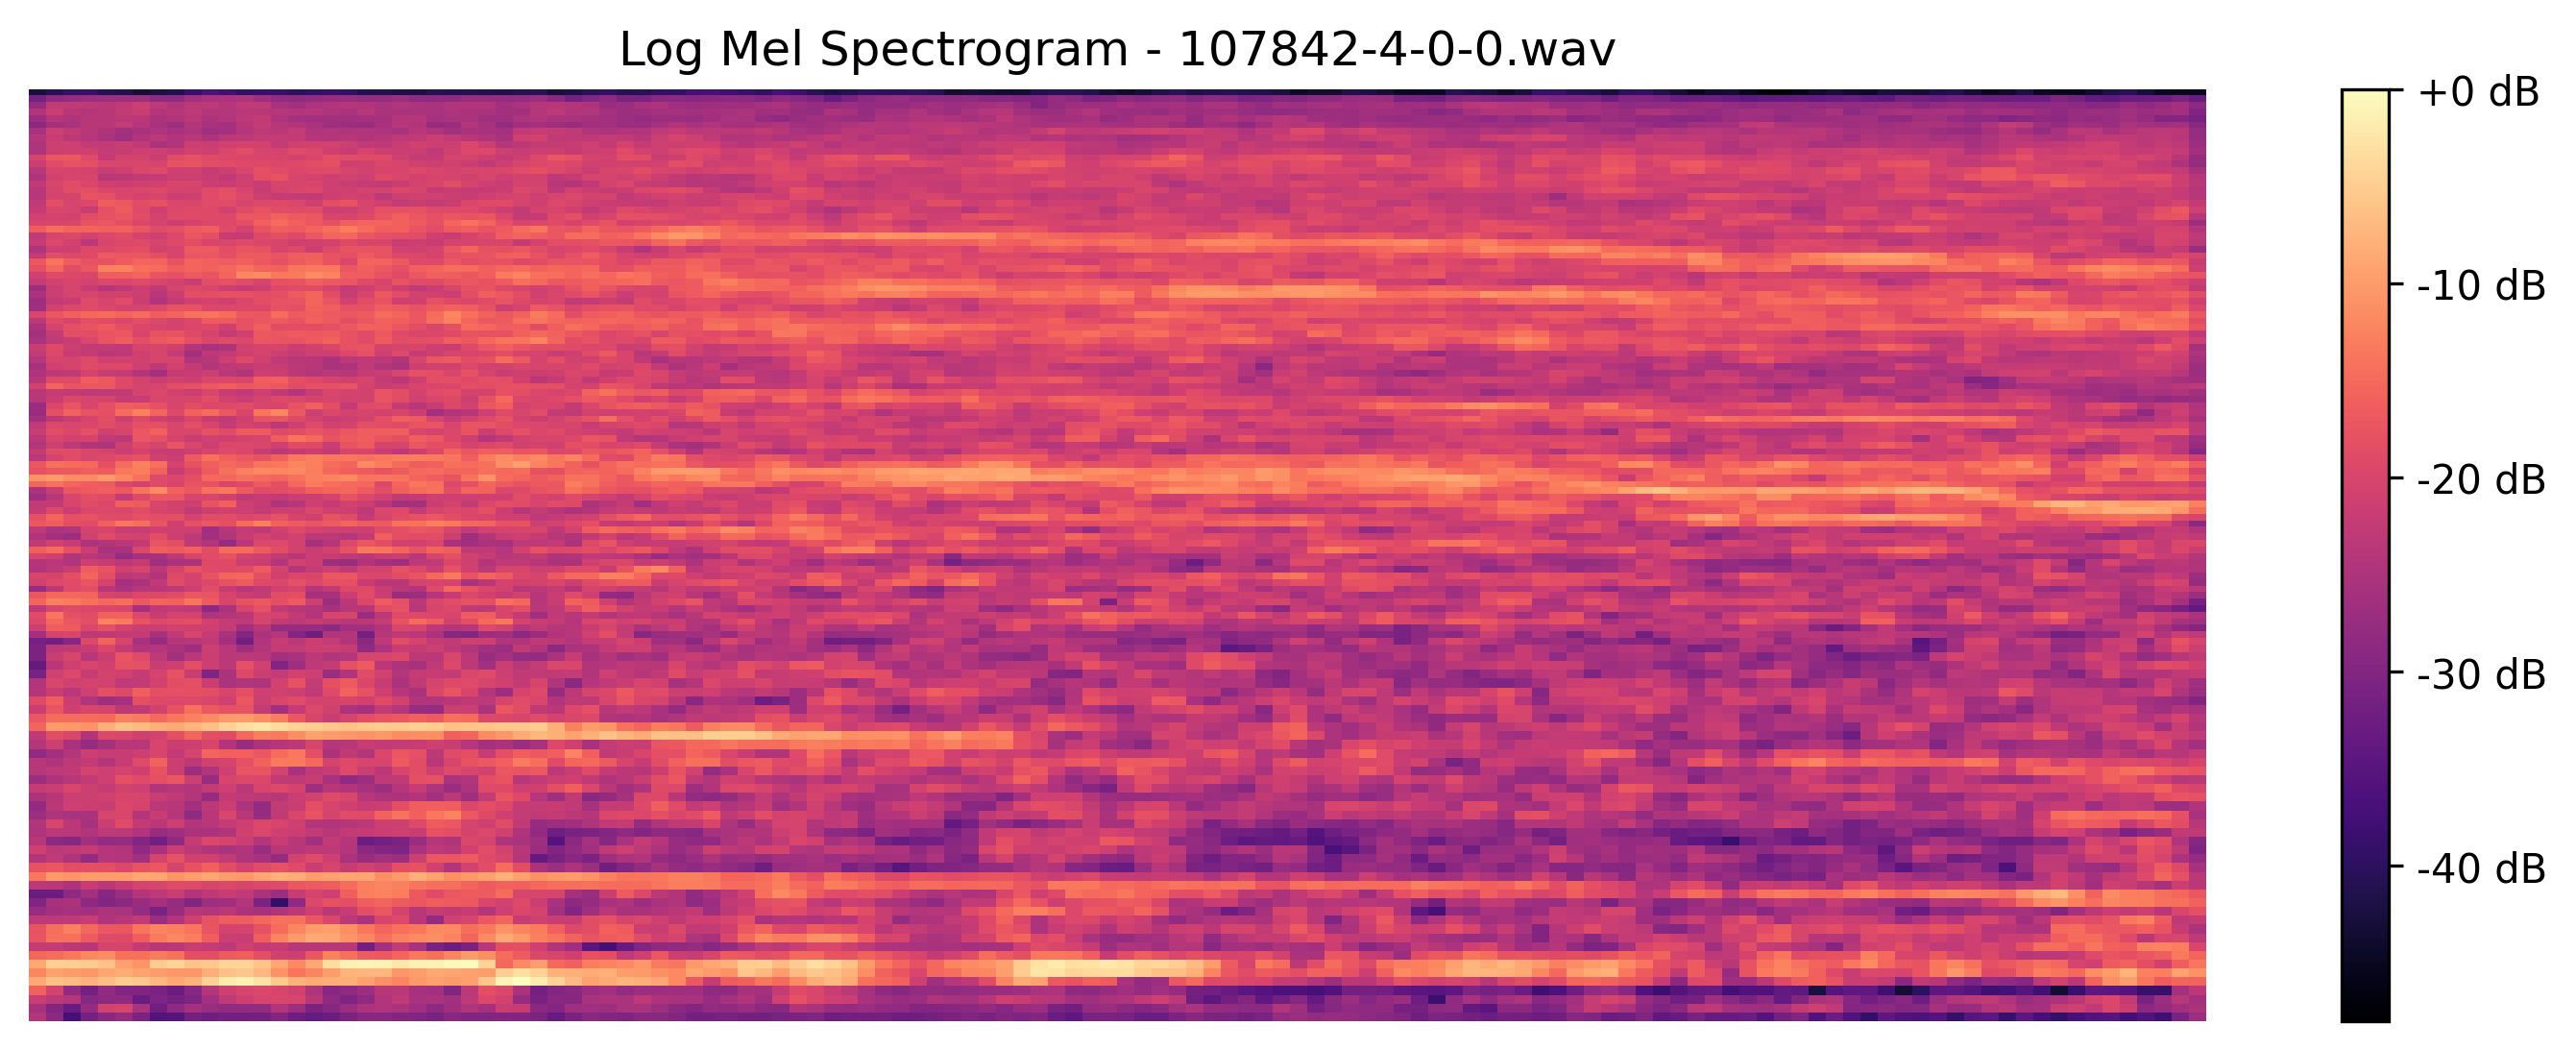 Log Mel Spectrogram - 107842-4-0-0.wav
+0 dB
-10 dB
-20 dB
-30 dB
-40 dB